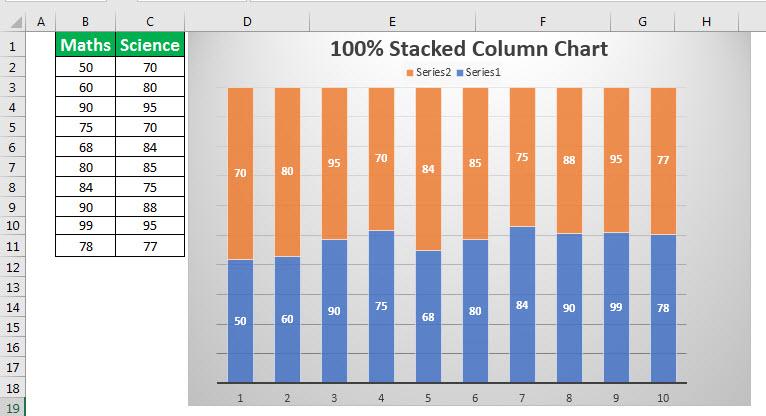 A B C D E F G H
1 Maths Science
2 50 70
3 60 80
4 90 95
5 75 70
6 68 84
7 80 85
8 84 75
9 90 88
10 99 95
11 78 77
12
13
14
15
16
17
18
19
100% Stacked Column Chart
Series2 Series1
70 80 95 70 84 85 75 88 95 77
50 60 90 75 68 80 84 90 99 78
1 2 3 4 5 6 7 8 9 10